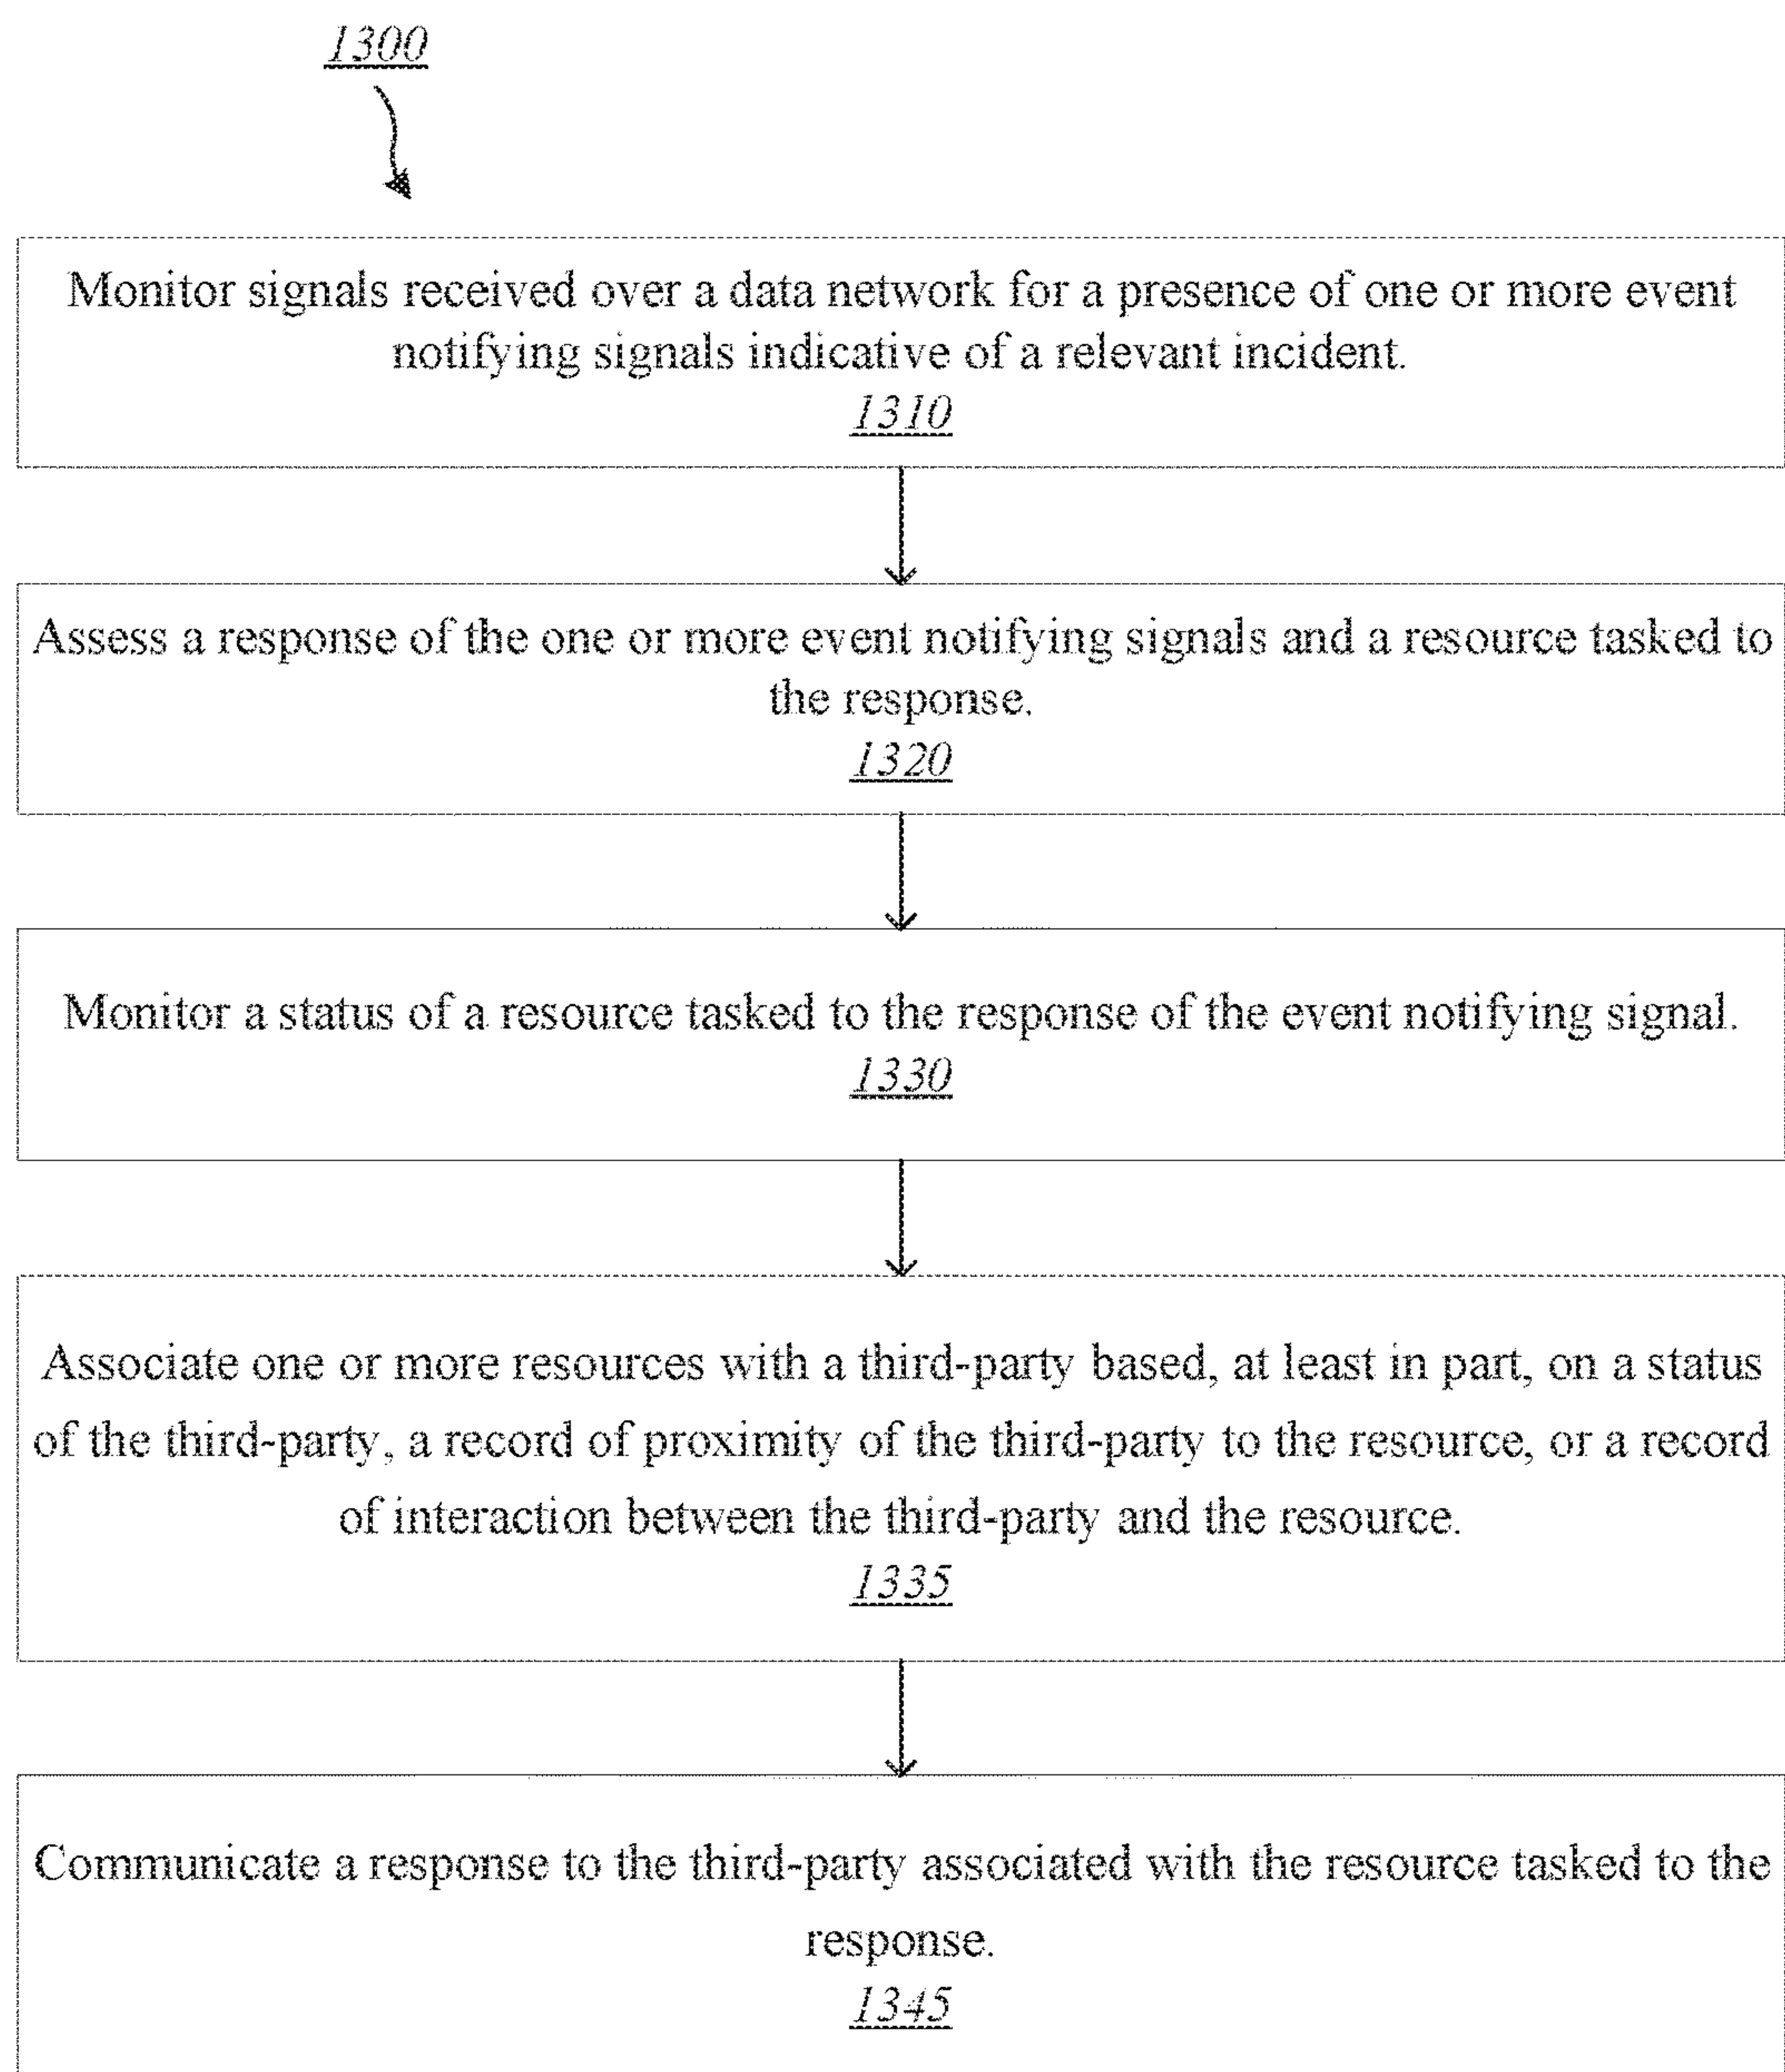 1300
Monitor signals received over a data network for a presence of one or more event
notifying signals indicative of a relevant incident.
1310
Assess a response of the one or more event notifying signals and a resource tasked to
the response.
1320
Monitor a status of a resource tasked to the response of the event notifying signal.
1330
Associate one or more resources with a third-party based, at least in part, on a status
of the third-party, a record of proximity of the third-party to the resource, or a record
of interaction between the third-party and the resource.
1335
Communicate a response to the third-party associated with the resource tasked to the
response.
1345